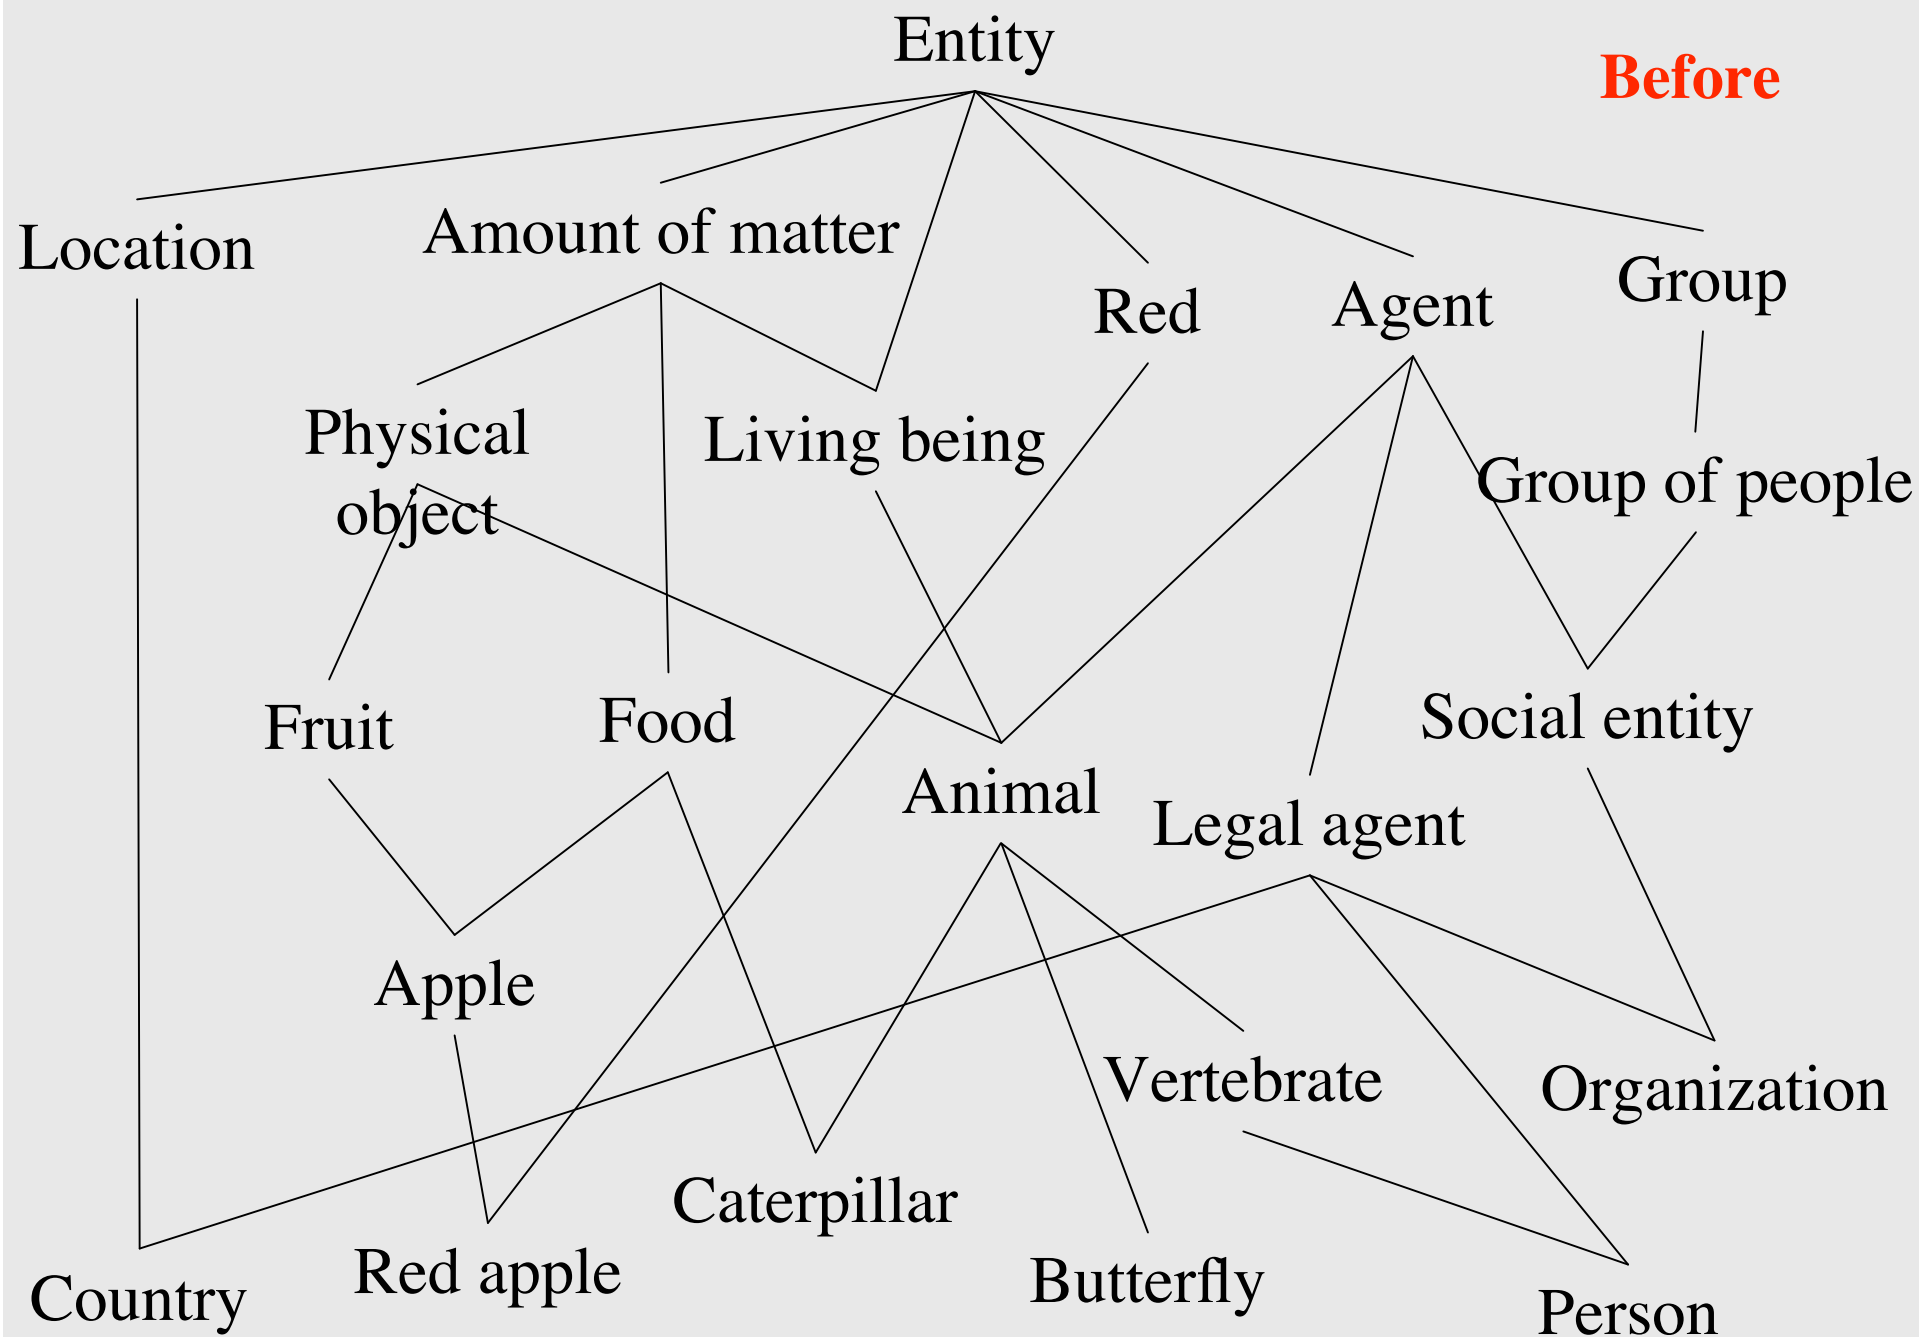 Entity
Before
Location
Amount of matter
Red
Agent
Group
Physical
object
Living being
Group of people
Fruit
Food
Animal
Legal agent
Social entity
Apple
Vertebrate
Organization
Caterpillar
Country
Red apple
Butterfly
Person